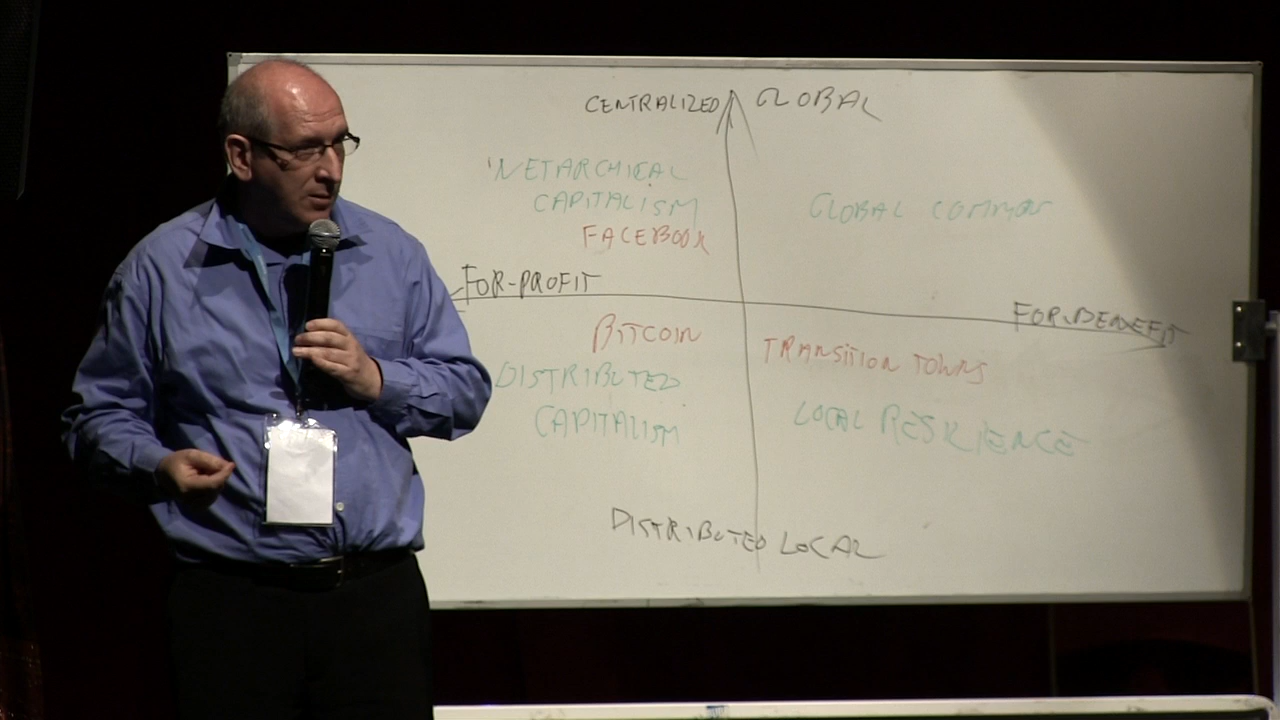 CENTRALIZED GLOBAL
'NETARCHICAL
CAPITALISM
FACEBOOK
GLOBAL COMMONS
FOR-PROFIT
FOR-BENEFIT
BITCOIN
DISTRIBUTED
CAPITALISM
TRANSITION TOWNS
LOCAL RESILIENCE
DISTRIBUTED LOCAL